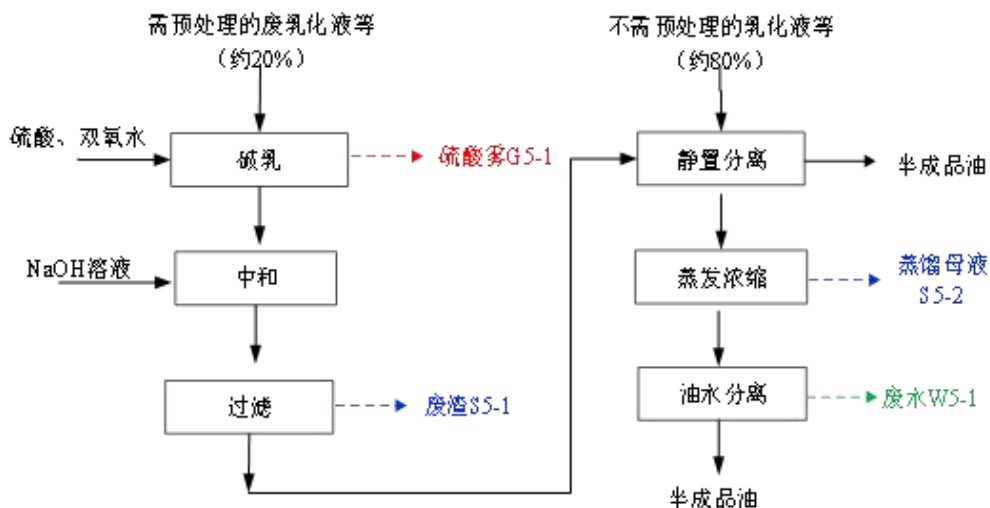 需预处理的废乳化液等
（约20%）
不需预处理的乳化液等
（约80%）
硫酸、双氧水
破乳
硫酸雾G5-1
静置分离
半成品油
NaOH溶液
中和
蒸发浓缩
蒸馏母液
S5-2
过滤
废渣S5-1
油水分离
废水W5-1
半成品油